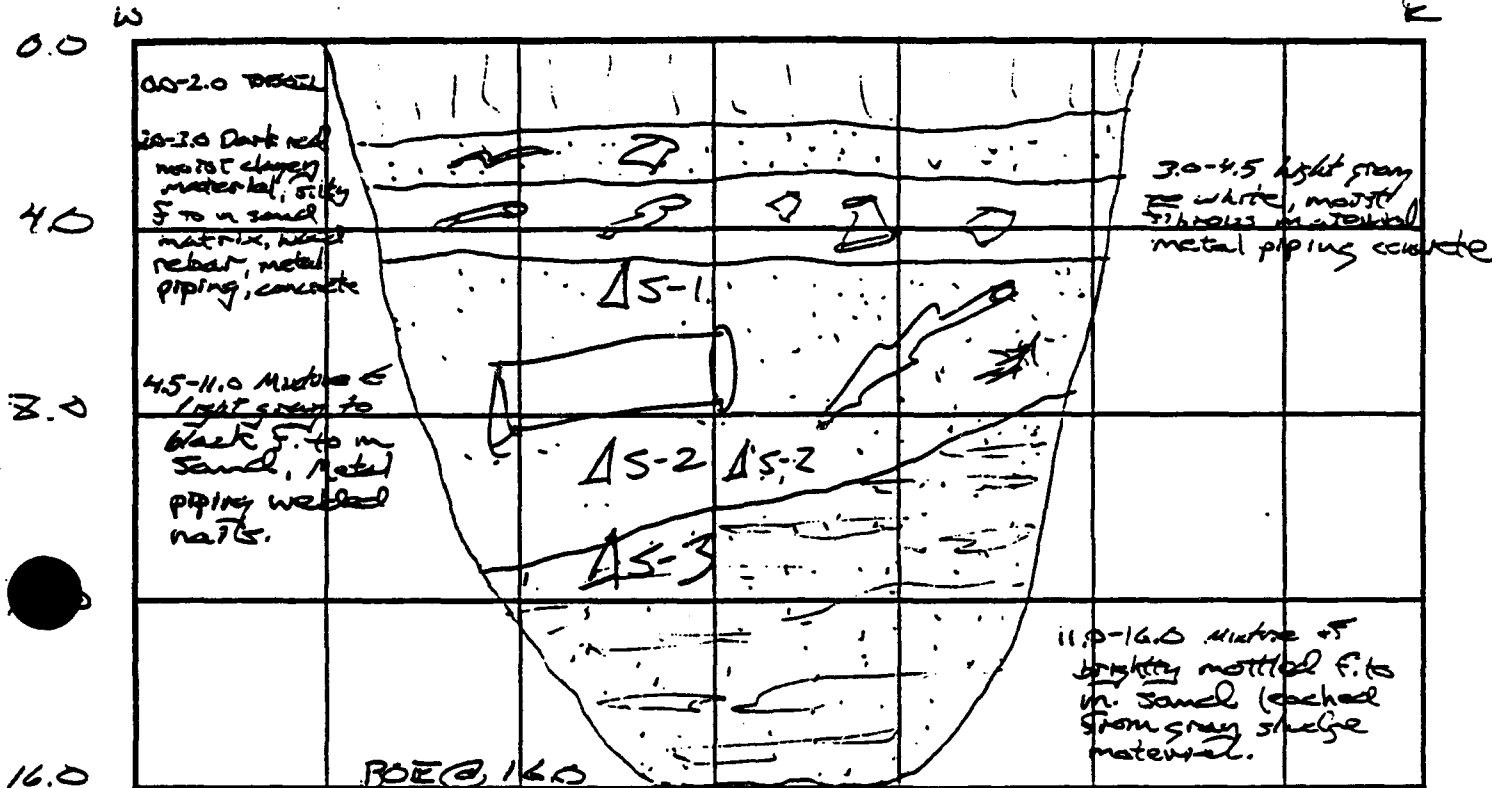 W
0.0
0.0-2.0 Topsoil
2.0-3.0 Dark red
moist clayey
material, silty
f to m sand
matrix, wood
rebar, metal
piping, concrete
4.0
3.0-4.5 light gray
to white, moist
fibrous material
metal piping concrete
Δ S-1
4.5-11.0 Mixture
light gray to
black f. to m
Sand, Metal
piping welded
nails.
8.0
Δ S-2 Δ S-2
Δ S-3
11.0-16.0 Mixture of
brightly mottled f. to
m. Sand leached
from gray sludge
material.
16.0
BOE @ 16.0